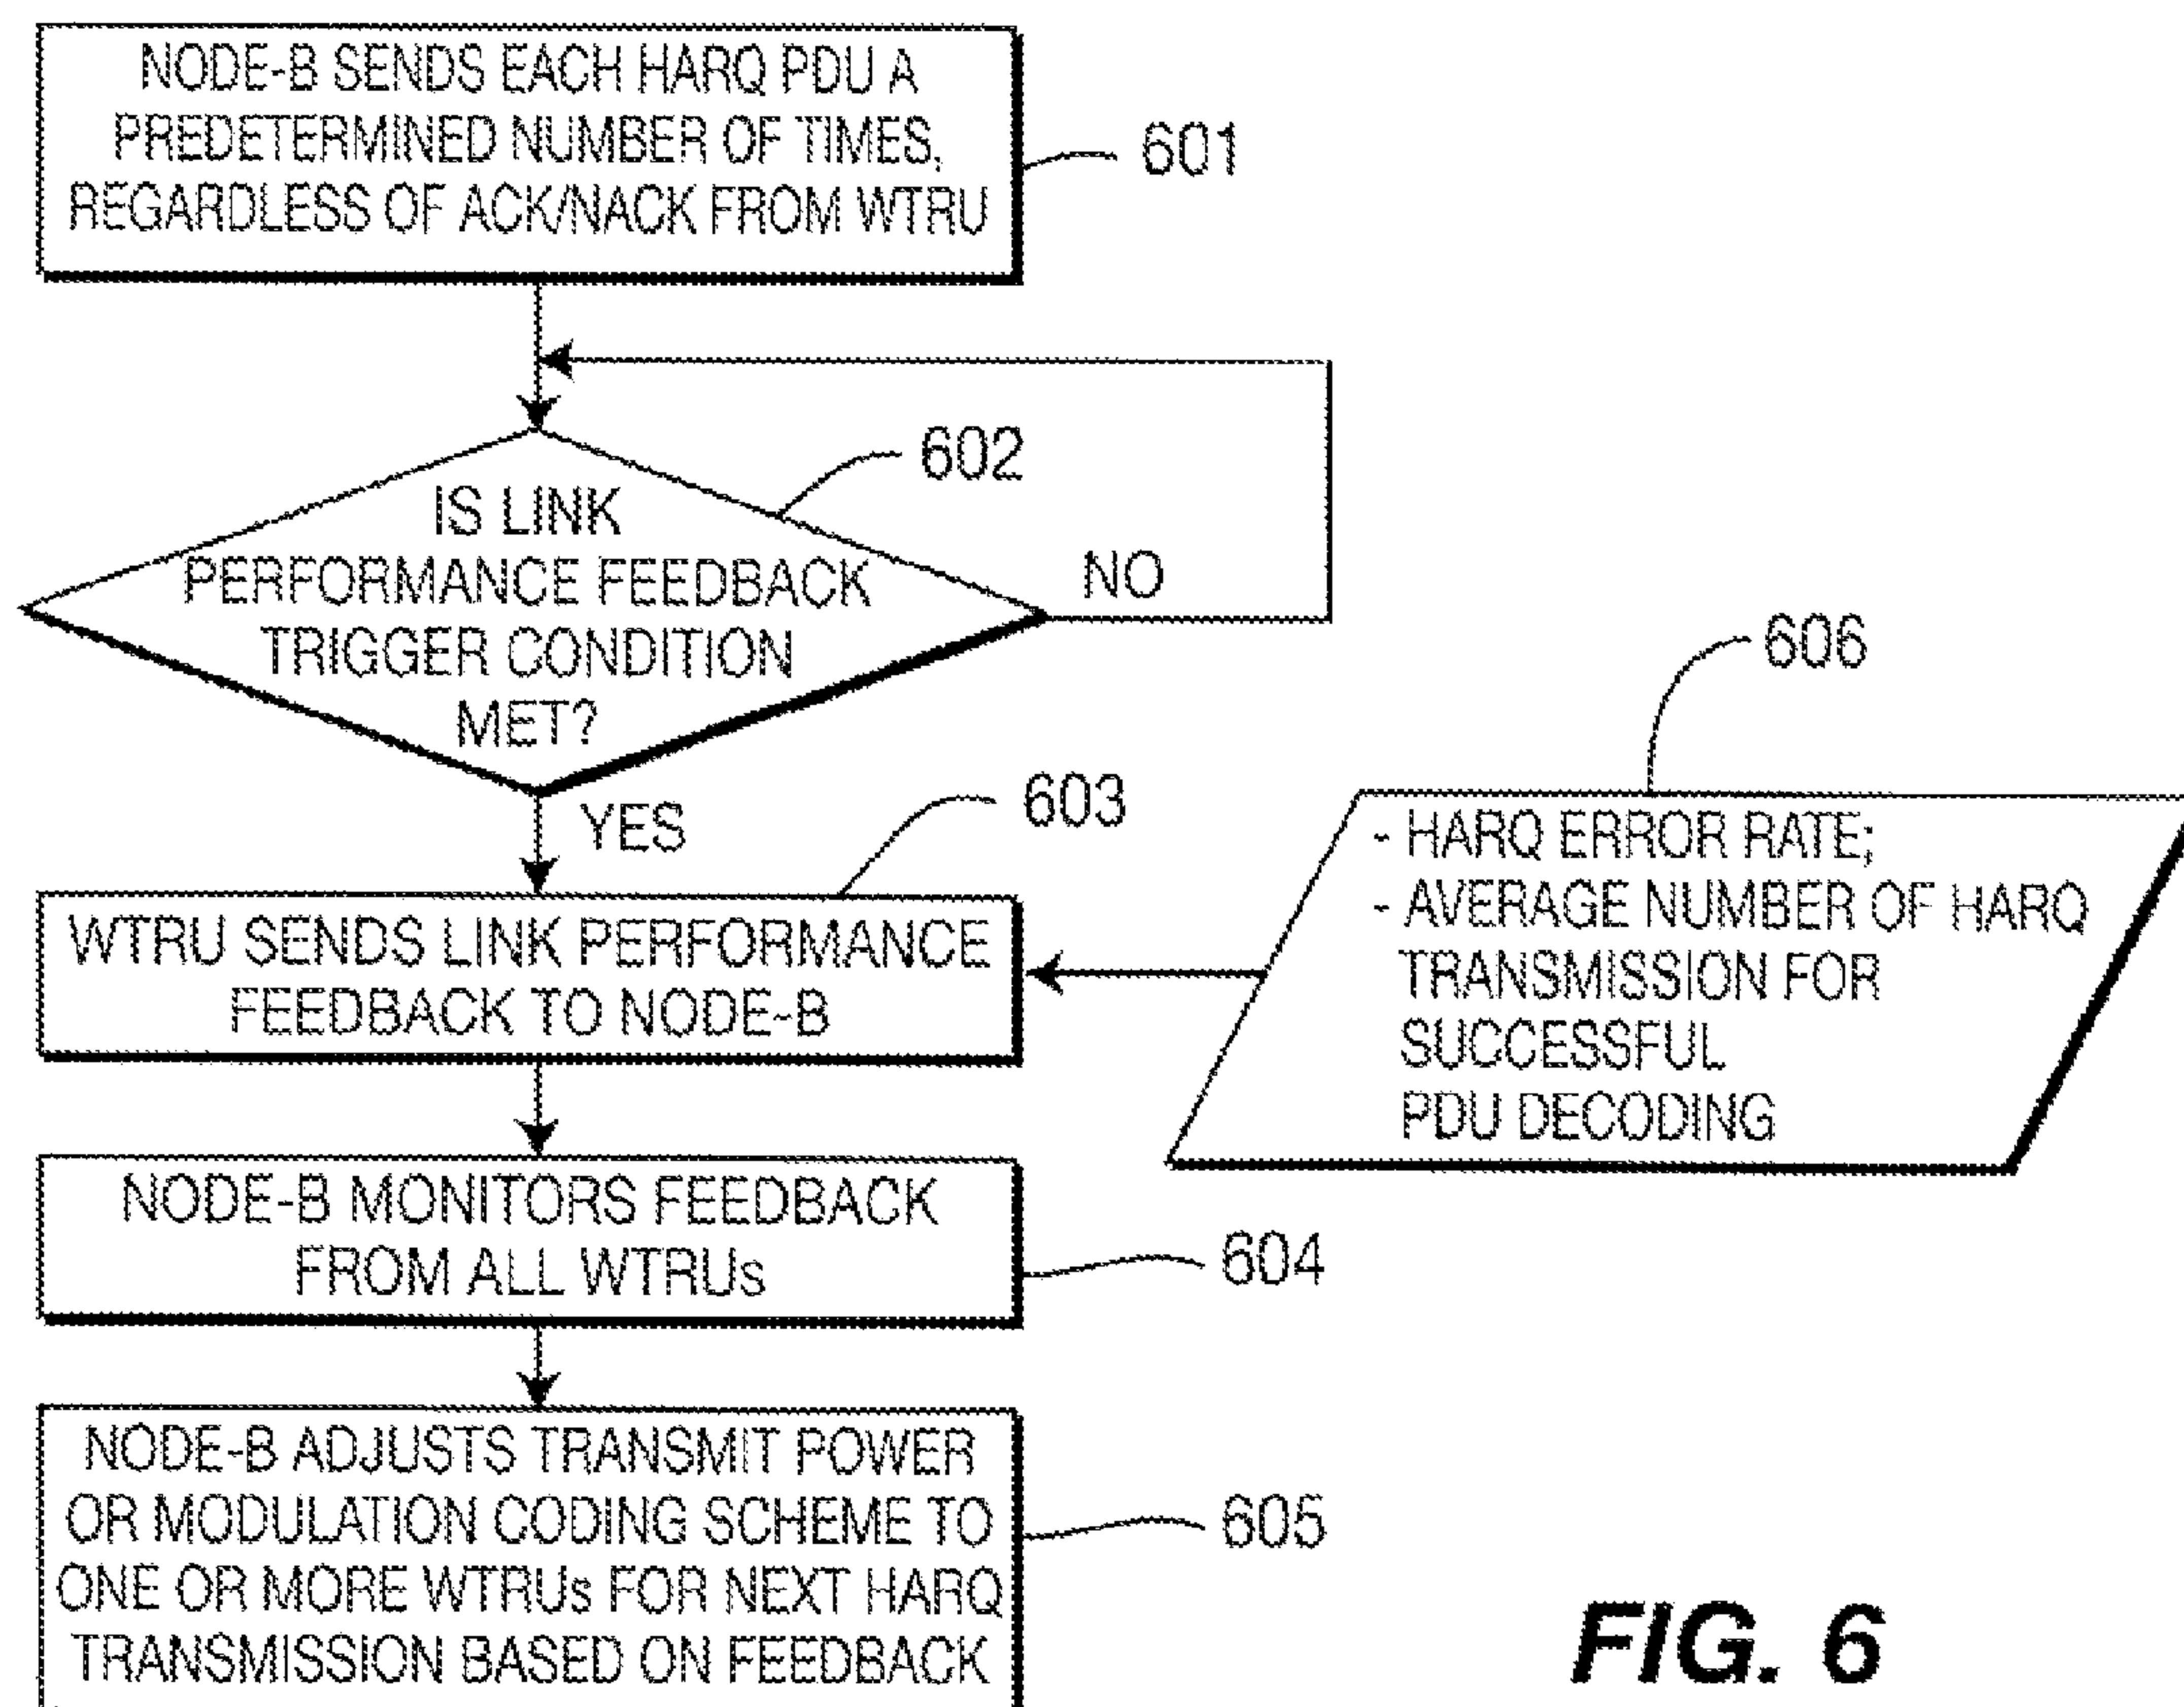 NODE-B SENDS EACH HARQ PDU A
PREDETERMINED NUMBER OF TIMES,
REGARDLESS OF ACK/NACK FROM WTRU
601
602
IS LINK
PERFORMANCE FEEDBACK
TRIGGER CONDITION
MET?
NO
YES
603
606
- HARQ ERROR RATE;
- AVERAGE NUMBER OF HARQ
TRANSMISSION FOR
SUCCESSFUL
PDU DECODING
WTRU SENDS LINK PERFORMANCE
FEEDBACK TO NODE-B
NODE-B MONITORS FEEDBACK
FROM ALL WTRUs
604
NODE-B ADJUSTS TRANSMIT POWER
OR MODULATION CODING SCHEME TO
ONE OR MORE WTRUs FOR NEXT HARQ
TRANSMISSION BASED ON FEEDBACK
605
FIG. 6